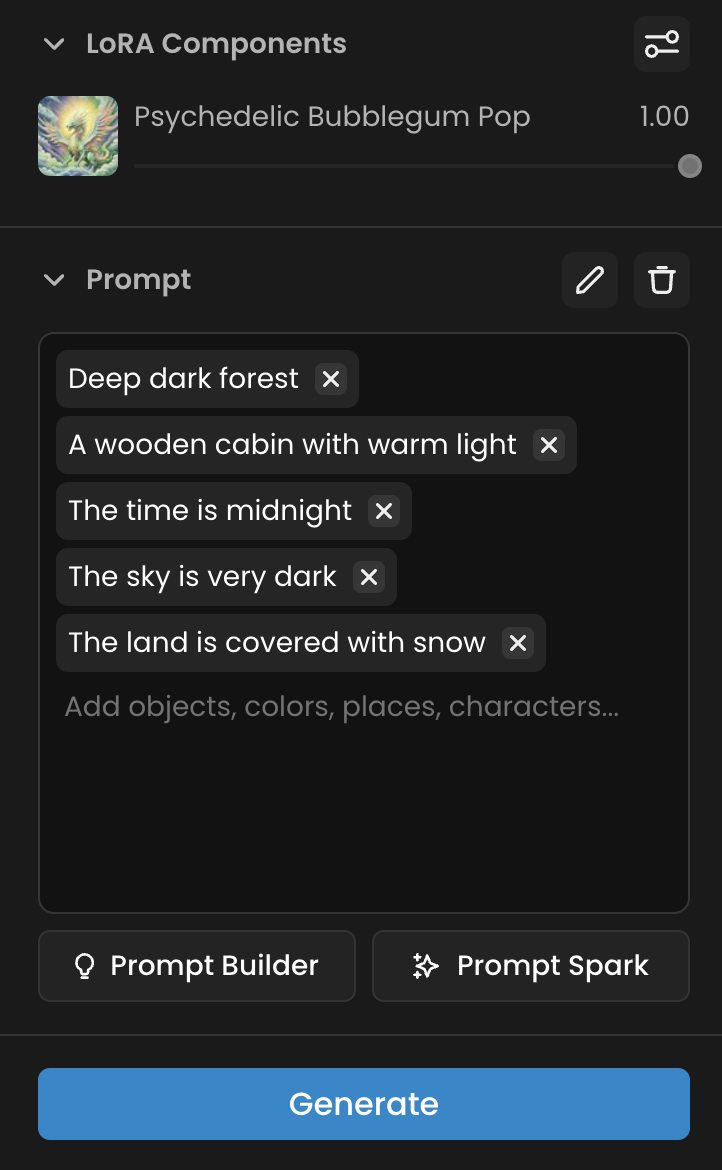 LoRA Components
Psychedelic Bubblegum Pop 1.00
Prompt
Deep dark forest
A wooden cabin with warm light
The time is midnight
The sky is very dark
The land is covered with snow
Add objects, colors, places, characters...
Prompt Builder Prompt Spark
Generate